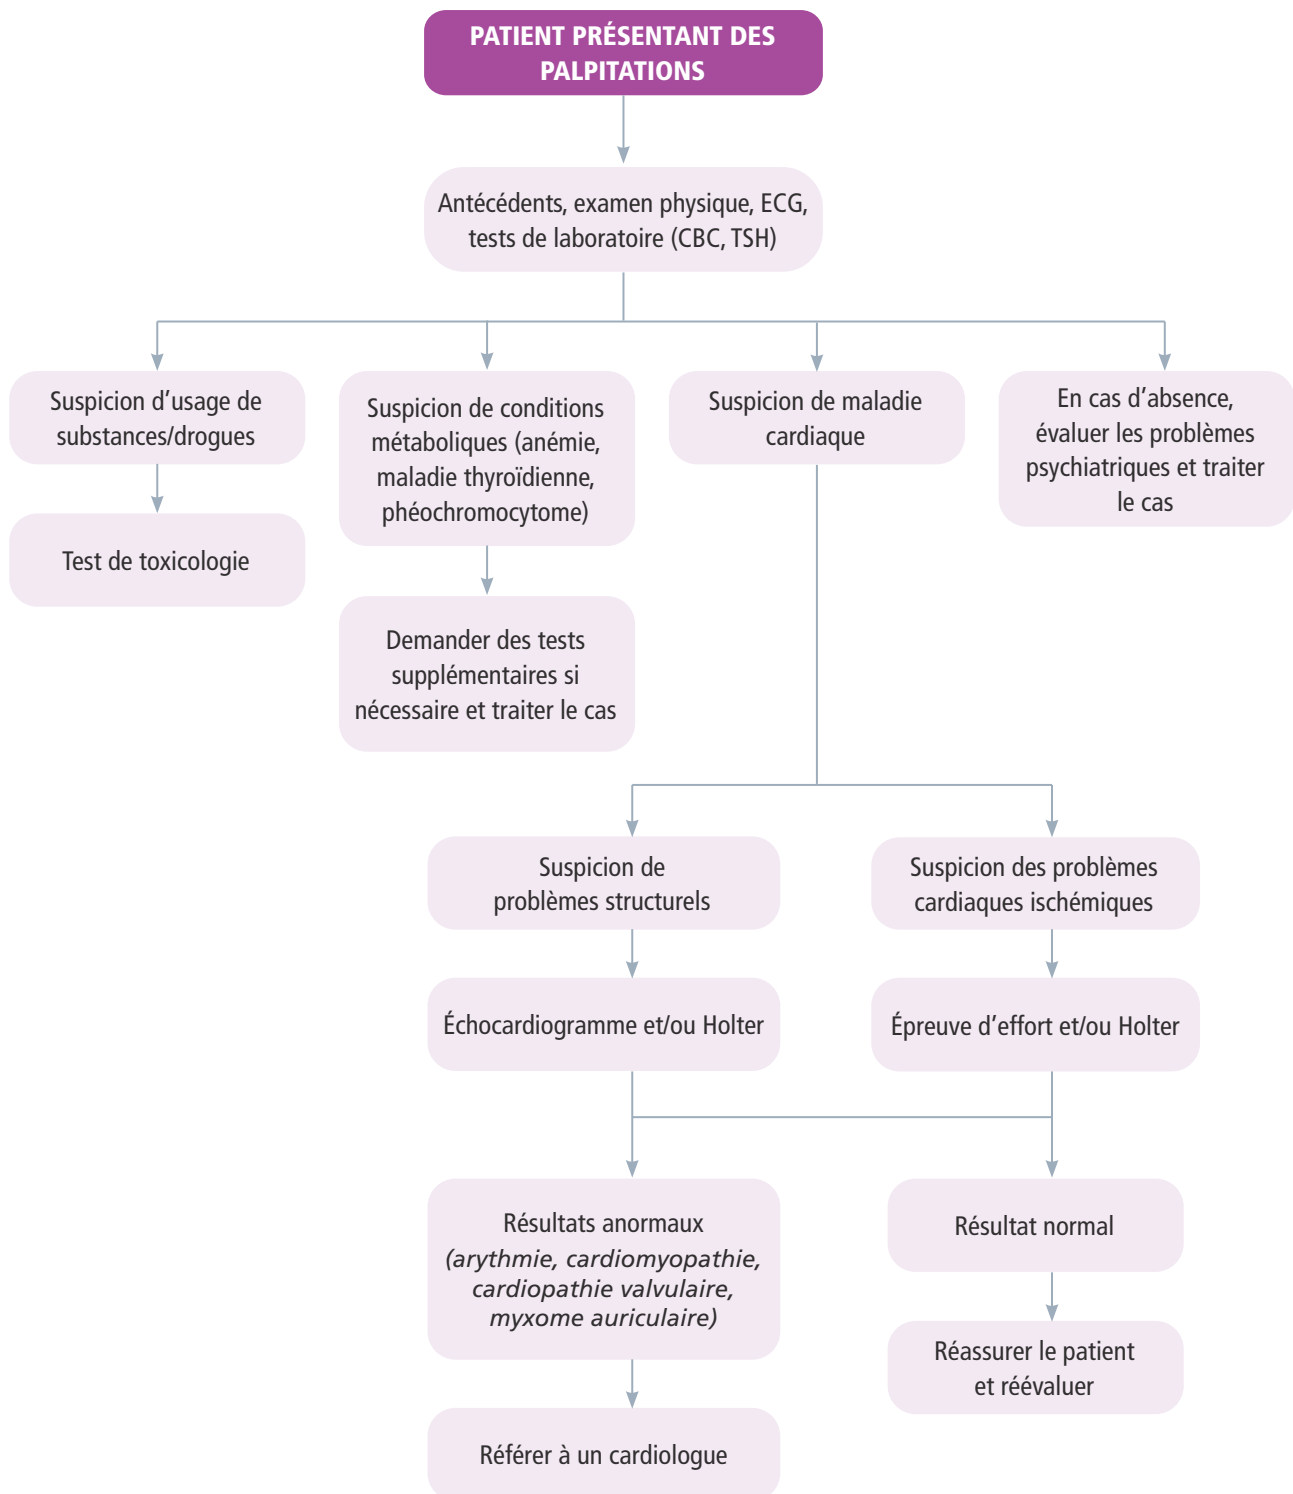 PATIENT PRÉSENTANT DES
PALPITATIONS
Antécédents, examen physique, ECG,
tests de laboratoire (CBC, TSH)
Suspicion d’usage de
substances/drogues
Test de toxicologie
Suspicion de conditions
métaboliques (anémie,
maladie thyroïdienne,
phéochromocytome)
Demander des tests
supplémentaires si
nécessaire et traiter le cas
Suspicion de maladie
cardiaque
En cas d’absence,
évaluer les problèmes
psychiatriques et traiter
le cas
Suspicion de
problèmes structurels
Suspicion des problèmes
cardiaques ischémiques
Échocardiogramme et/ou Holter
Épreuve d’effort et/ou Holter
Résultats anormaux
(arythmie, cardiomyopathie,
cardiopathie valvulaire,
myxome auriculaire)
Résultat normal
Réassurer le patient
et réévaluer
Référer à un cardiologue